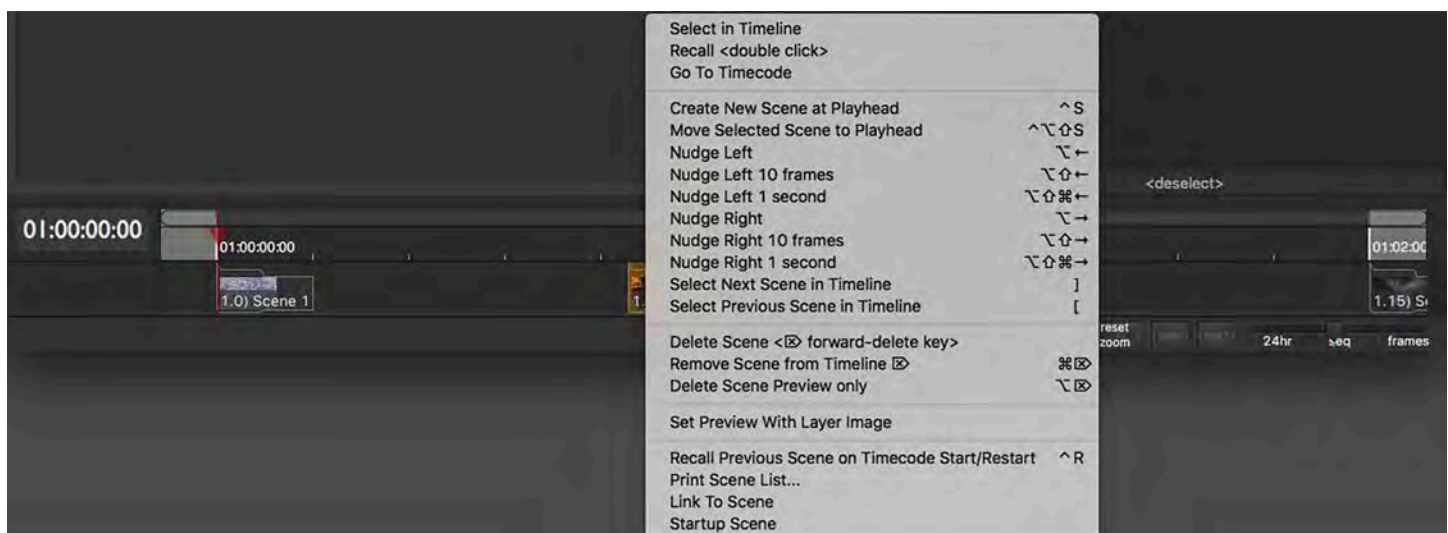 Select in Timeline
Recall <double click>
Go To Timecode
Create New Scene at Playhead ^S
Move Selected Scene to Playhead ^⌥⇧S
Nudge Left ⌥←
Nudge Left 10 frames ⌥⇧←
Nudge Left 1 second ⌥⇧⌘←
Nudge Right ⌥→
Nudge Right 10 frames ⌥⇧→
Nudge Right 1 second ⌥⇧⌘→
Select Next Scene in Timeline ]
Select Previous Scene in Timeline [
Delete Scene <⌦ forward-delete key>
Remove Scene from Timeline ⌦ ⌘⌦
Delete Scene Preview only ⌥⌦
Set Preview With Layer Image
Recall Previous Scene on Timecode Start/Restart ^R
Print Scene List...
Link To Scene
Startup Scene
<deselect>
01:00:00:00
01:00:00:00
01:02:00
1.0) Scene 1
1.
1.15) S
reset
zoom
24hr seq frames